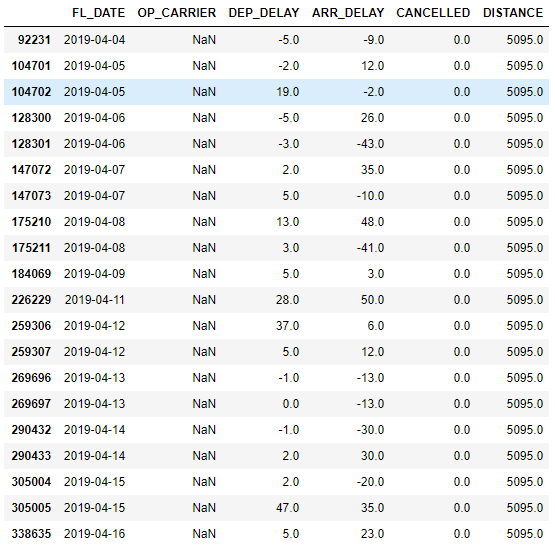 FL_DATE OP_CARRIER DEP_DELAY ARR_DELAY CANCELLED DISTANCE
92231 2019-04-04 NaN -5.0 -9.0 0.0 5095.0
104701 2019-04-05 NaN -2.0 12.0 0.0 5095.0
104702 2019-04-05 NaN 19.0 -2.0 0.0 5095.0
128300 2019-04-06 NaN -5.0 26.0 0.0 5095.0
128301 2019-04-06 NaN -3.0 -43.0 0.0 5095.0
147072 2019-04-07 NaN 2.0 35.0 0.0 5095.0
147073 2019-04-07 NaN 5.0 -10.0 0.0 5095.0
175210 2019-04-08 NaN 13.0 48.0 0.0 5095.0
175211 2019-04-08 NaN 3.0 -41.0 0.0 5095.0
184069 2019-04-09 NaN 5.0 3.0 0.0 5095.0
226229 2019-04-11 NaN 28.0 50.0 0.0 5095.0
259306 2019-04-12 NaN 37.0 6.0 0.0 5095.0
259307 2019-04-12 NaN 5.0 12.0 0.0 5095.0
269696 2019-04-13 NaN -1.0 -13.0 0.0 5095.0
269697 2019-04-13 NaN 0.0 -13.0 0.0 5095.0
290432 2019-04-14 NaN -1.0 -30.0 0.0 5095.0
290433 2019-04-14 NaN 2.0 30.0 0.0 5095.0
305004 2019-04-15 NaN 2.0 -20.0 0.0 5095.0
305005 2019-04-15 NaN 47.0 35.0 0.0 5095.0
338635 2019-04-16 NaN 5.0 23.0 0.0 5095.0